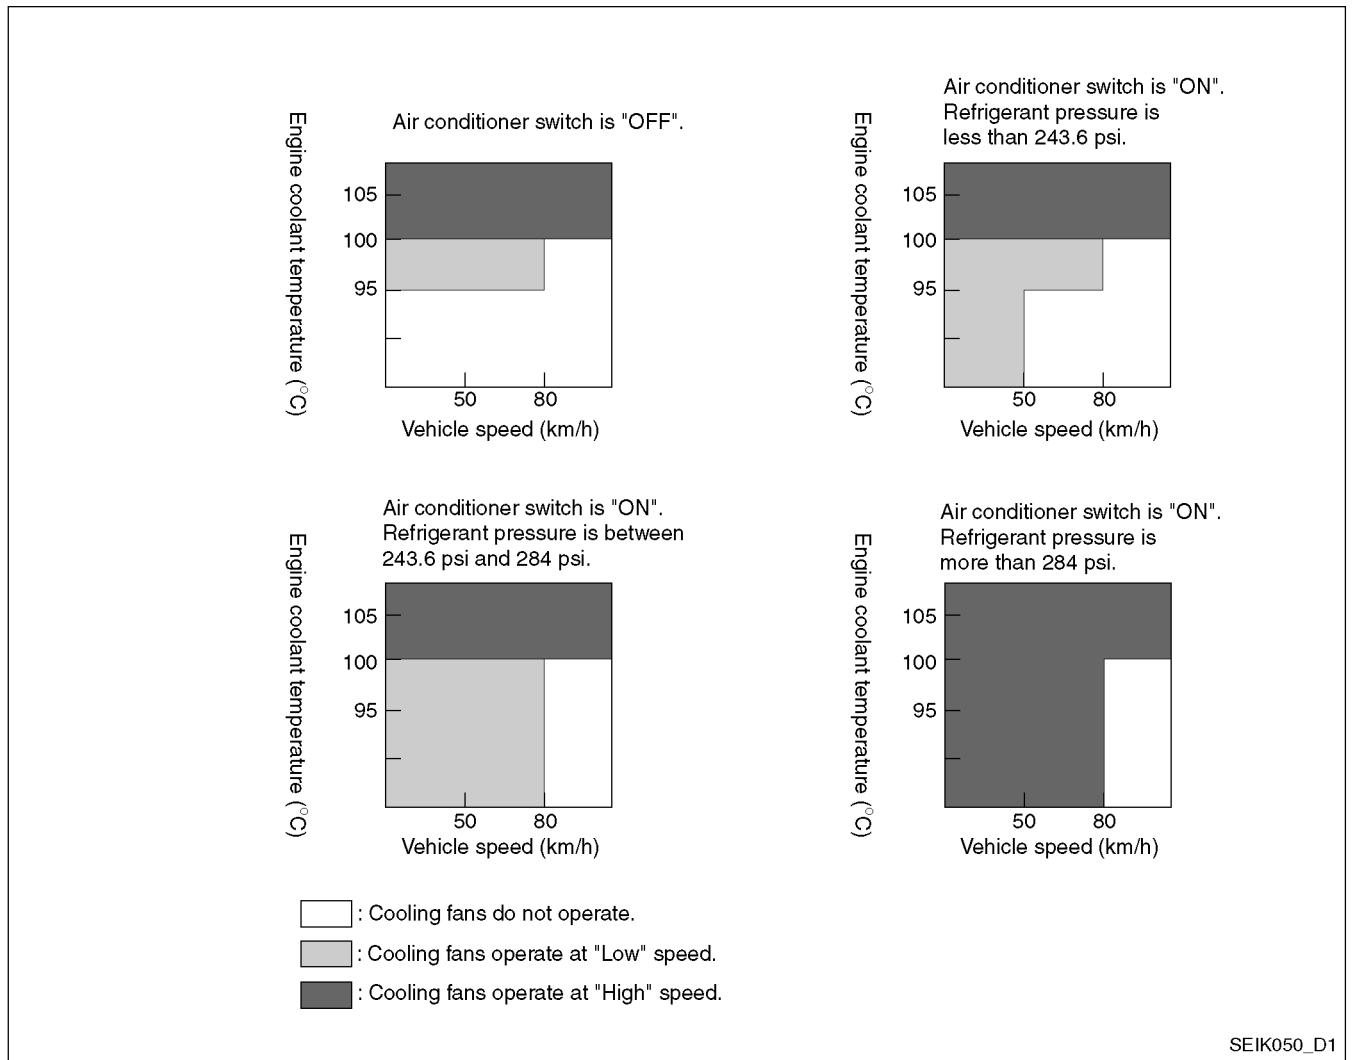 Air conditioner switch is "OFF".
Engine coolant temperature (°C)
105
100
95
50 80
Vehicle speed (km/h)
Air conditioner switch is "ON".
Refrigerant pressure is
less than 243.6 psi.
Engine coolant temperature (°C)
105
100
95
50 80
Vehicle speed (km/h)
Air conditioner switch is "ON".
Refrigerant pressure is between
243.6 psi and 284 psi.
Engine coolant temperature (°C)
105
100
95
50 80
Vehicle speed (km/h)
Air conditioner switch is "ON".
Refrigerant pressure is
more than 284 psi.
Engine coolant temperature (°C)
105
100
95
50 80
Vehicle speed (km/h)
: Cooling fans do not operate.
: Cooling fans operate at "Low" speed.
: Cooling fans operate at "High" speed.
SEIK050_D1